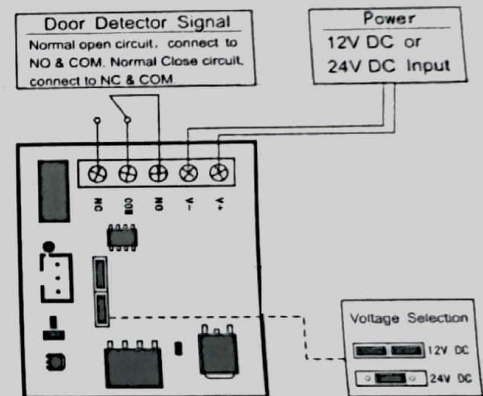 Door Detector Signal
Normal open circuit, connect to
NO & COM. Normal Close circuit,
connect to NC & COM.
Power
12V DC or
24V DC Input
NC
COM
NO
V-
V+
Voltage Selection
12V DC
24V DC